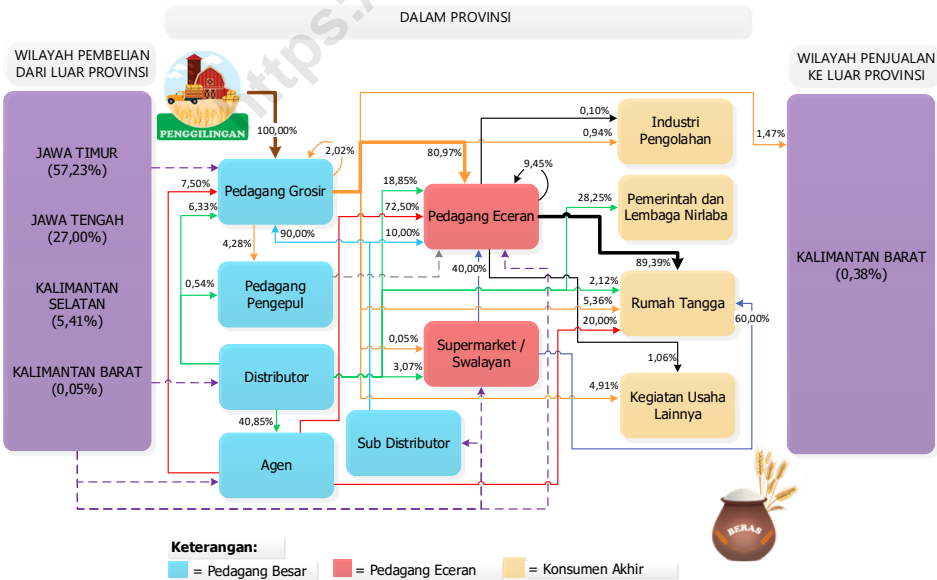 DALAM PROVINSI
WILAYAH PEMBELIAN
DARI LUAR PROVINSI
WILAYAH PENJUALAN
KE LUAR PROVINSI
https:/
PENGGILINGAN
100,00%
2,02%
80,97%
0,10%
0,94%
1,47%
Industri
Pengolahan
JAWA TIMUR
(57,23%)
JAWA TENGAH
(27,00%)
KALIMANTAN
SELATAN
(5,41%)
KALIMANTAN BARAT
(0,05%)
7,50%
6,33%
Pedagang Grosir
18,85%
72,50%
9,45%
Pedagang Eceran
28,25%
Pemerintah dan
Lembaga Nirlaba
4,28%
90,00%
10,00%
40,00%
89,39%
KALIMANTAN BARAT
(0,38%)
0,54%
Pedagang
Pengepul
2,12%
5,36%
20,00%
Rumah Tangga
60,00%
0,05%
3,07%
Supermarket /
Swalayan
1,06%
4,91%
Kegiatan Usaha
Lainnya
Distributor
40,85%
Agen
Sub Distributor
BERAS
Keterangan:
= Pedagang Besar
= Pedagang Eceran
= Konsumen Akhir